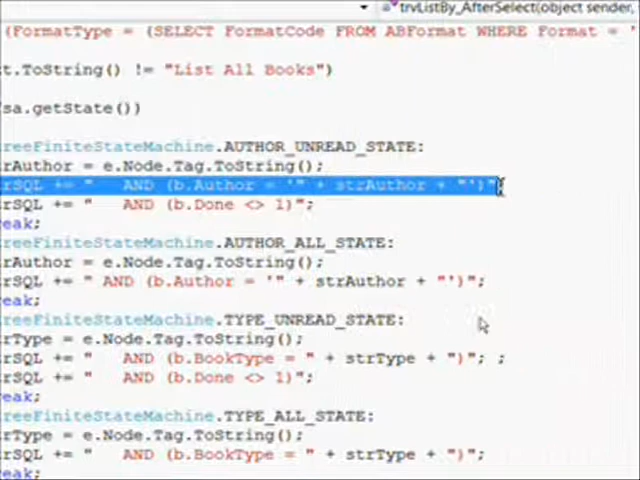 trvListBy_AfterSelect(object sender,
(FormatType = (SELECT FormatCode FROM ABFormat WHERE Format = '
t.ToString() != "List All Books")
sa.getState())
reeFiniteStateMachine.AUTHOR_UNREAD_STATE:
rAuthor = e.Node.Tag.ToString();
rSQL += "   AND (b.Author = '" + strAuthor + "')";
rSQL += "   AND (b.Done <> 1)";
eak;
reeFiniteStateMachine.AUTHOR_ALL_STATE:
rAuthor = e.Node.Tag.ToString();
rSQL += " AND (b.Author = '" + strAuthor + "')";
eak;
reeFiniteStateMachine.TYPE_UNREAD_STATE:
rType = e.Node.Tag.ToString();
rSQL += "   AND (b.BookType = " + strType + ")"; ;
rSQL += "   AND (b.Done <> 1)";
eak;
reeFiniteStateMachine.TYPE_ALL_STATE:
rType = e.Node.Tag.ToString();
rSQL += "   AND (b.BookType = " + strType + ")";
eak;